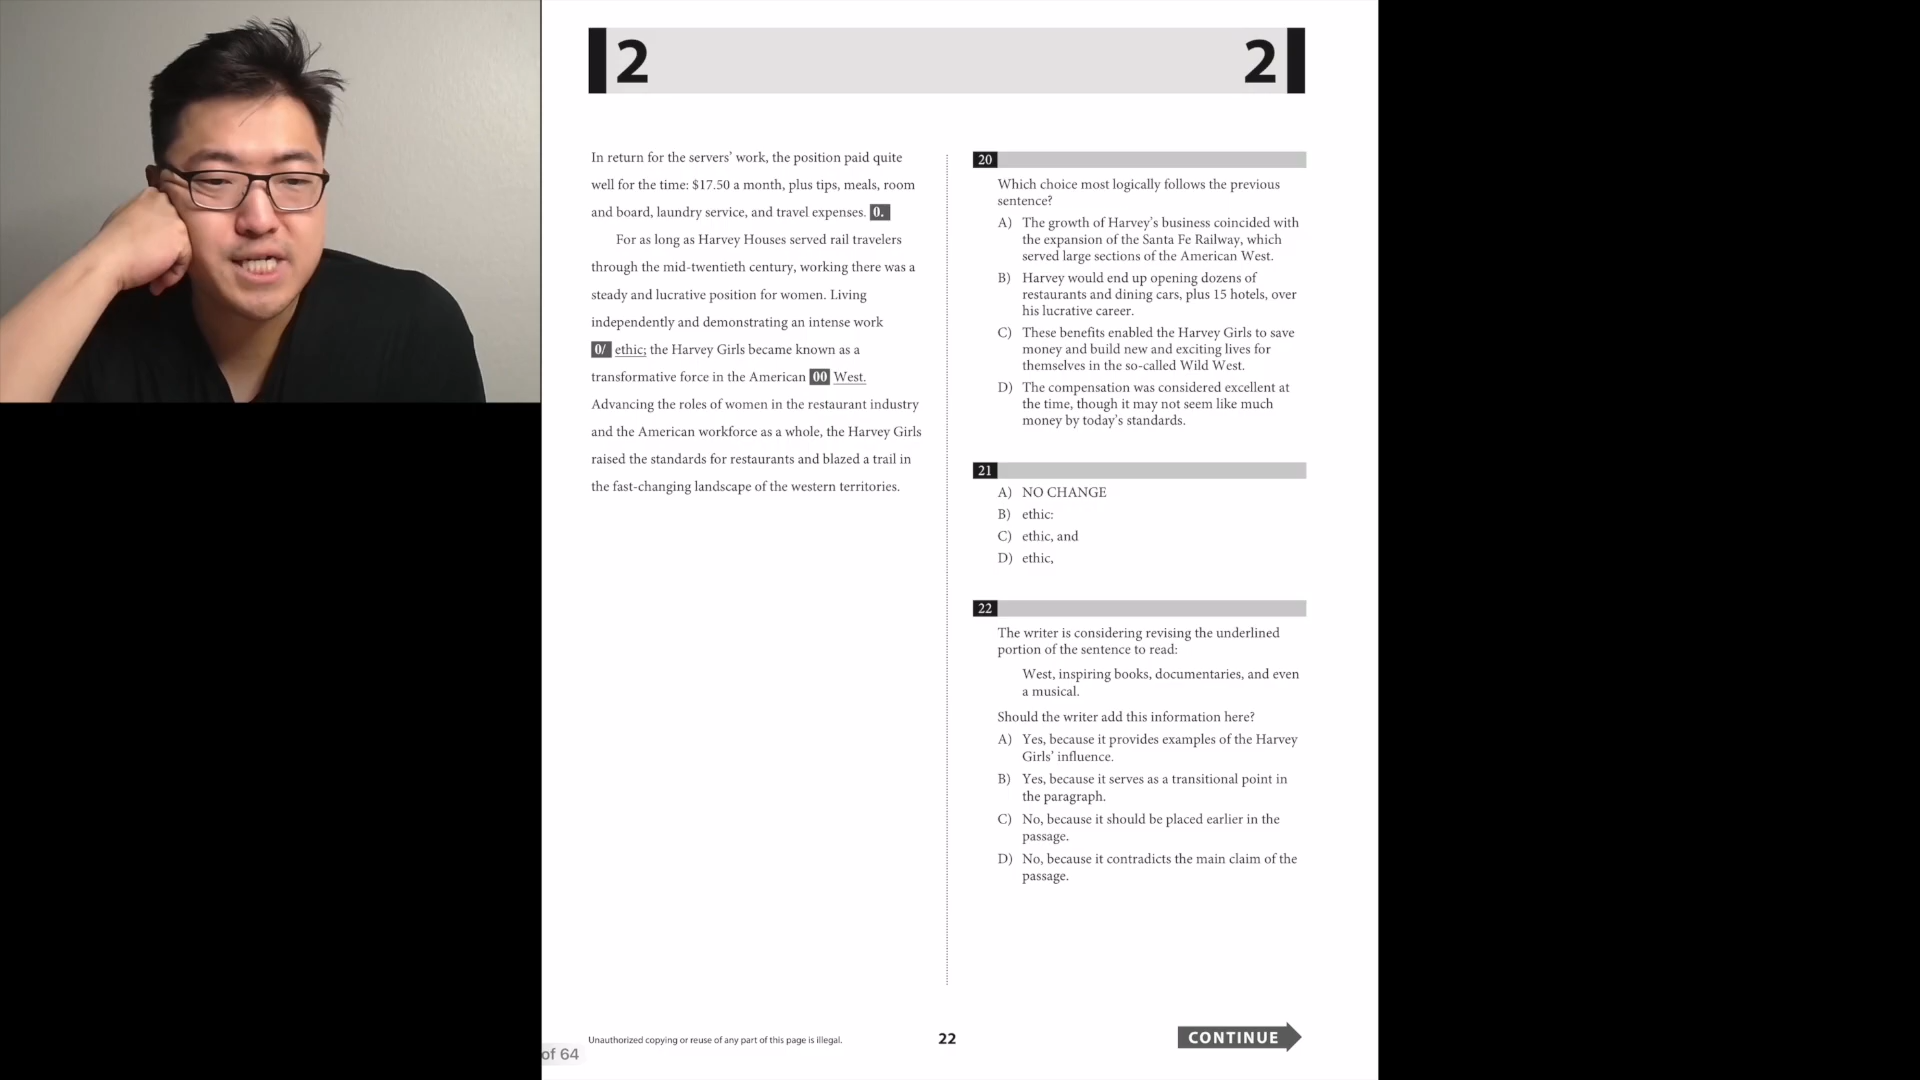 2 2
In return for the servers’ work, the position paid quite
well for the time: $17.50 a month, plus tips, meals, room
and board, laundry service, and travel expenses. 0.
For as long as Harvey Houses served rail travelers
through the mid-twentieth century, working there was a
steady and lucrative position for women. Living
independently and demonstrating an intense work
0/ ethic; the Harvey Girls became known as a
transformative force in the American 00 West.
Advancing the roles of women in the restaurant industry
and the American workforce as a whole, the Harvey Girls
raised the standards for restaurants and blazed a trail in
the fast-changing landscape of the western territories.
20
Which choice most logically follows the previous
sentence?
A) The growth of Harvey’s business coincided with
the expansion of the Santa Fe Railway, which
served large sections of the American West.
B) Harvey would end up opening dozens of
restaurants and dining cars, plus 15 hotels, over
his lucrative career.
C) These benefits enabled the Harvey Girls to save
money and build new and exciting lives for
themselves in the so-called Wild West.
D) The compensation was considered excellent at
the time, though it may not seem like much
money by today’s standards.
21
A) NO CHANGE
B) ethic:
C) ethic, and
D) ethic,
22
The writer is considering revising the underlined
portion of the sentence to read:
West, inspiring books, documentaries, and even
a musical.
Should the writer add this information here?
A) Yes, because it provides examples of the Harvey
Girls’ influence.
B) Yes, because it serves as a transitional point in
the paragraph.
C) No, because it should be placed earlier in the
passage.
D) No, because it contradicts the main claim of the
passage.
Unauthorized copying or reuse of any part of this page is illegal.
22
CONTINUE
of 64